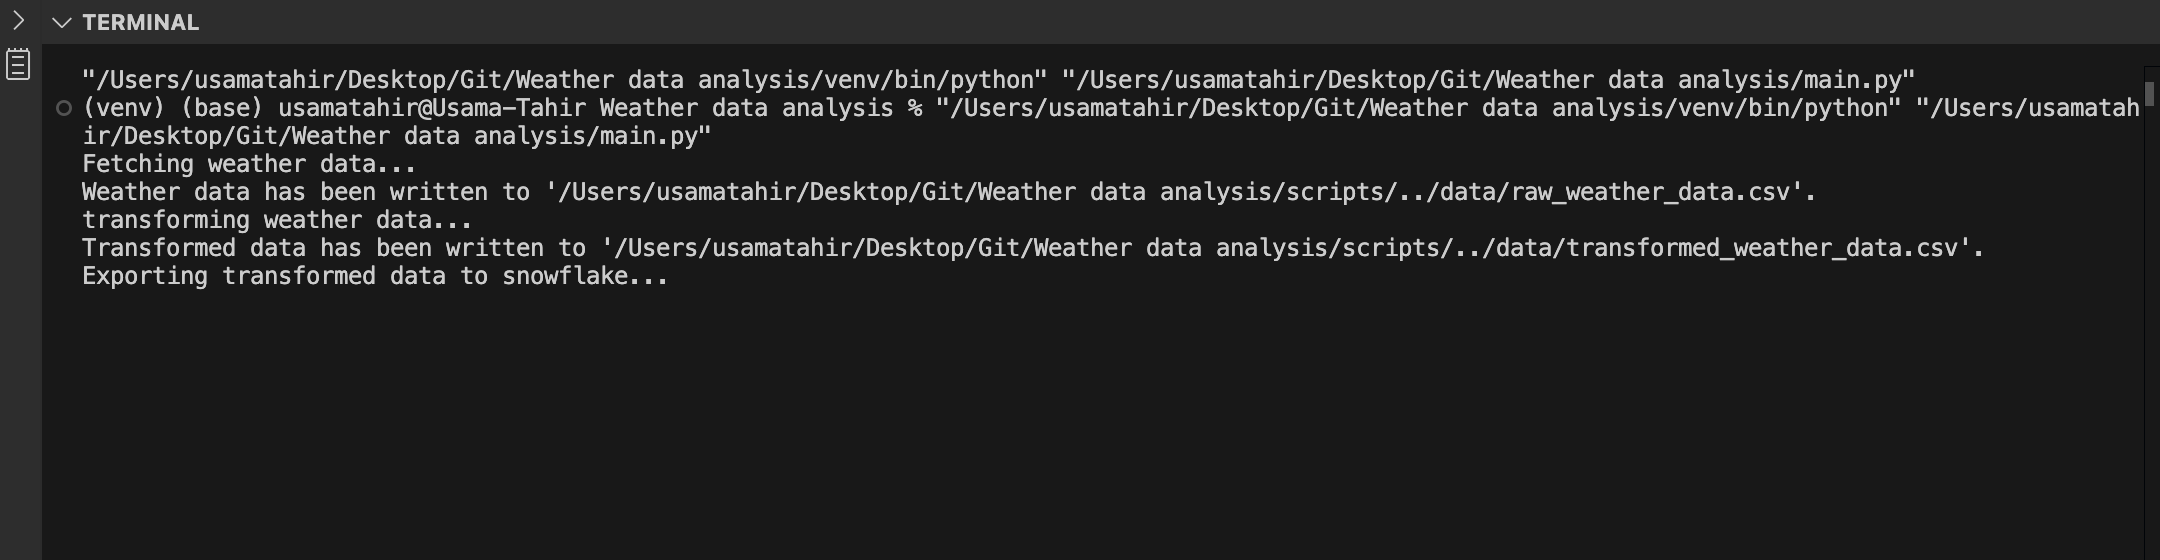 TERMINAL
"/Users/usamatahir/Desktop/Git/Weather data analysis/venv/bin/python" "/Users/usamatahir/Desktop/Git/Weather data analysis/main.py"
(venv) (base) usamatahir@Usama-Tahir Weather data analysis % "/Users/usamatahir/Desktop/Git/Weather data analysis/venv/bin/python" "/Users/usamatah
ir/Desktop/Git/Weather data analysis/main.py"
Fetching weather data...
Weather data has been written to '/Users/usamatahir/Desktop/Git/Weather data analysis/scripts/../data/raw_weather_data.csv'.
transforming weather data...
Transformed data has been written to '/Users/usamatahir/Desktop/Git/Weather data analysis/scripts/../data/transformed_weather_data.csv'.
Exporting transformed data to snowflake...